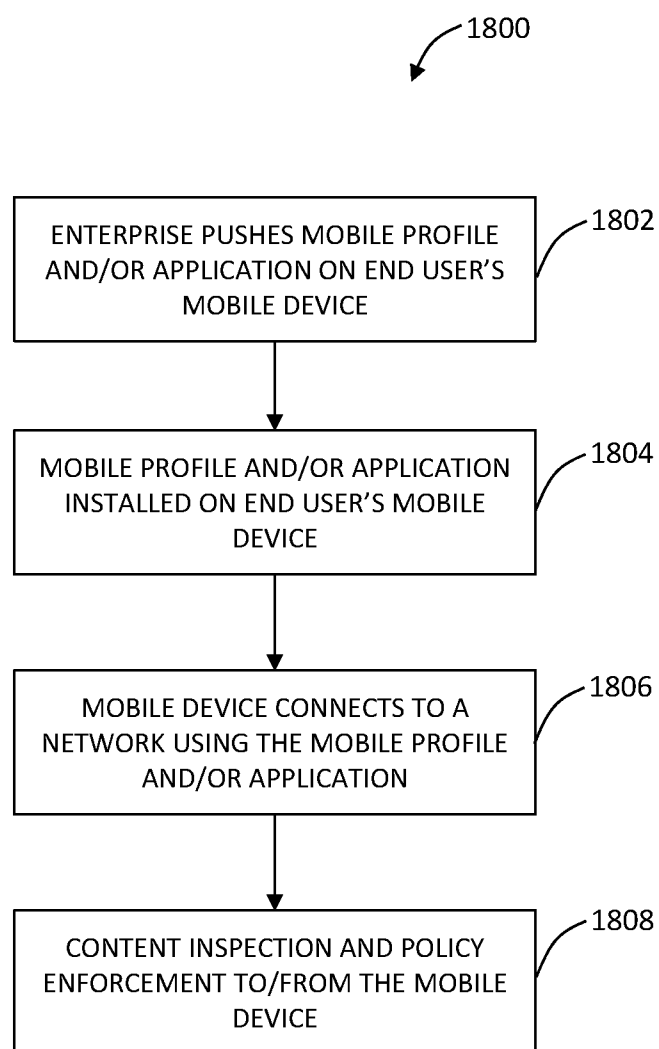 1800
ENTERPRISE PUSHES MOBILE PROFILE
AND/OR APPLICATION ON END USER'S
MOBILE DEVICE
1802
MOBILE PROFILE AND/OR APPLICATION
INSTALLED ON END USER'S MOBILE
DEVICE
1804
MOBILE DEVICE CONNECTS TO A
NETWORK USING THE MOBILE PROFILE
AND/OR APPLICATION
1806
CONTENT INSPECTION AND POLICY
ENFORCEMENT TO/FROM THE MOBILE
DEVICE
1808